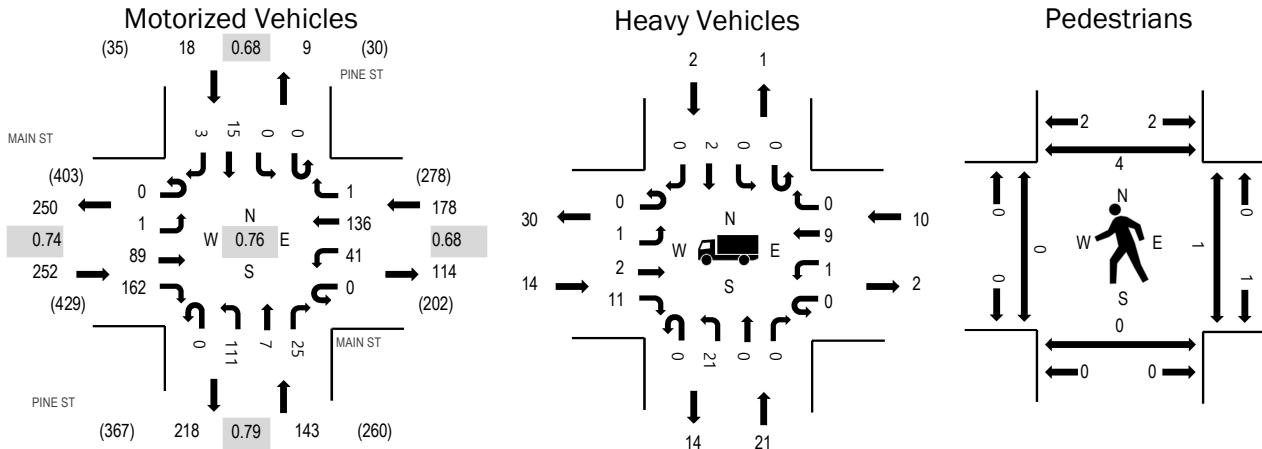 Motorized Vehicles
(35) 18 0.68 9 (30)
PINE ST
MAIN ST
3 15 0 0
(403) 0 1 (278)
250 1 N 136 178
0.74 W 0.76 E 0.68
89 41
252 S 114
(429) 162 0 (202)
0 111 7 25
MAIN ST
PINE ST
(367) 218 0.79 143 (260)
Heavy Vehicles
2 1
0 2 0 0
0 0
30 1 N 9 10
W E
14 2 1 2
11 S 0
0 21 0 0
14 21
Pedestrians
2 2
4
0 N 0
W 0 E 1
0 S 1
0
0 0